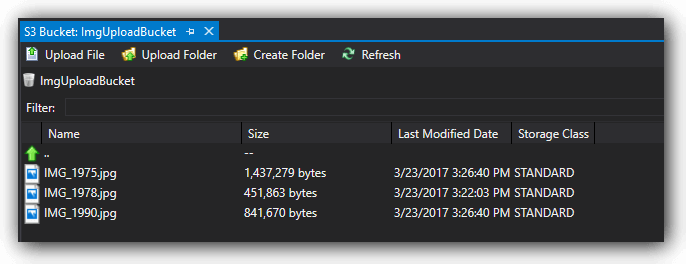 S3 Bucket: ImgUploadBucket
Upload File Upload Folder Create Folder Refresh
ImgUploadBucket
Filter:
Name Size Last Modified Date Storage Class
.. --
IMG_1975.jpg 1,437,279 bytes 3/23/2017 3:26:40 PM STANDARD
IMG_1978.jpg 451,863 bytes 3/23/2017 3:22:03 PM STANDARD
IMG_1990.jpg 841,670 bytes 3/23/2017 3:26:40 PM STANDARD